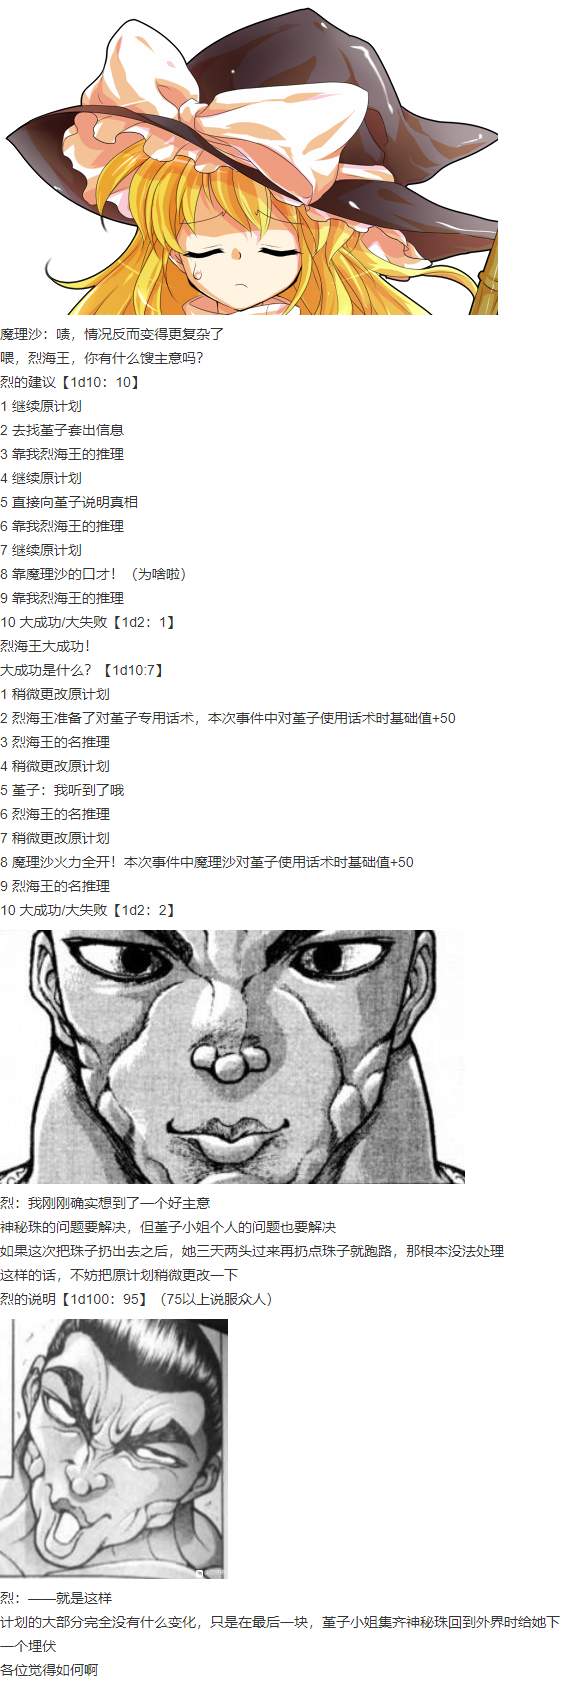 魔理沙：啧，情况反而变得更复杂了
喂，烈海王，你有什么馊主意吗？
烈的建议【1d10：10】
1 继续原计划
2 去找堇子套出信息
3 靠我烈海王的推理
4 继续原计划
5 直接向堇子说明真相
6 靠我烈海王的推理
7 继续原计划
8 靠魔理沙的口才！（为啥啦）
9 靠我烈海王的推理
10 大成功/大失败【1d2：1】
烈海王大成功！
大成功是什么？【1d10:7】
1 稍微更改原计划
2 烈海王准备了对堇子专用话术，本次事件中对堇子使用话术时基础值+50
3 烈海王的名推理
4 稍微更改原计划
5 堇子：我听到了哦
6 烈海王的名推理
7 稍微更改原计划
8 魔理沙火力全开！本次事件中魔理沙对堇子使用话术时基础值+50
9 烈海王的名推理
10 大成功/大失败【1d2：2】
烈：我刚刚确实想到了一个好主意
神秘珠的问题要解决，但堇子小姐个人的问题也要解决
如果这次把珠子扔出去之后，她三天两头过来再扔点珠子就跑路，那根本没法处理
这样的话，不妨把原计划稍微更改一下
烈的说明【1d100：95】（75以上说服众人）
烈：——就是这样
计划的大部分完全没有什么变化，只是在最后一块，堇子小姐集齐神秘珠回到外界时给她下
一个埋伏
各位觉得如何啊